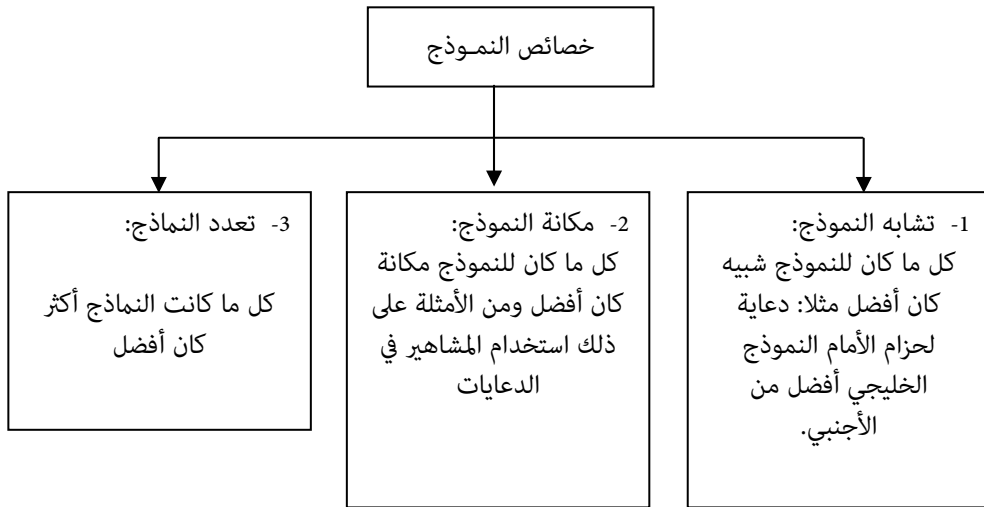 خصائص النمـوذج
1- تشابه النموذج:
كل ما كان للنموذج شبيه
كان أفضل مثلا: دعاية
لحزام الأمام النموذج
الخليجي أفضل من
الأجنبي.
2- مكانة النموذج:
كل ما كان للنموذج مكانة
كان أفضل ومن الأمثلة على
ذلك استخدام المشاهير في
الدعايات
3- تعدد النماذج:
كل ما كانت النماذج أكثر
كان أفضل